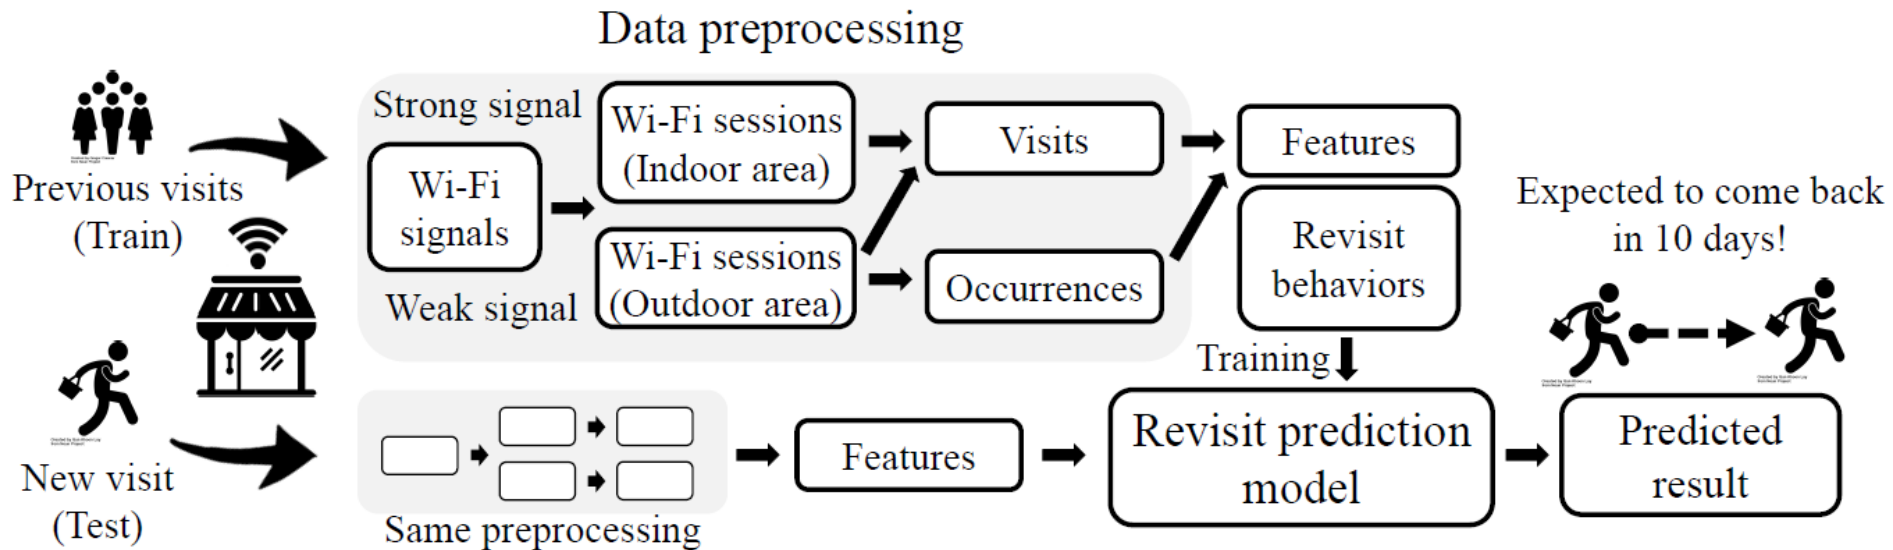 Data preprocessing
Previous visits
(Train)
Strong signal
Wi-Fi
signals
Weak signal
Wi-Fi sessions
(Indoor area)
Wi-Fi sessions
(Outdoor area)
Visits
Occurrences
Features
Revisit
behaviors
Training
Expected to come back
in 10 days!
New visit
(Test)
Same preprocessing
Features
Revisit prediction
model
Predicted
result